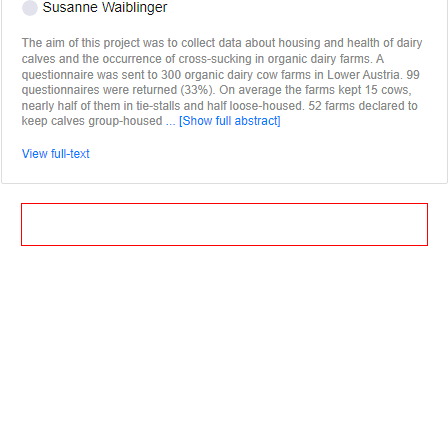 Susanne Waiblinger
The aim of this project was to collect data about housing and health of dairy
calves and the occurrence of cross-sucking in organic dairy farms. A
questionnaire was sent to 300 organic dairy cow farms in Lower Austria. 99
questionnaires were returned (33%). On average the farms kept 15 cows,
nearly half of them in tie-stalls and half loose-housed. 52 farms declared to
keep calves group-housed ... [Show full abstract]
View full-text